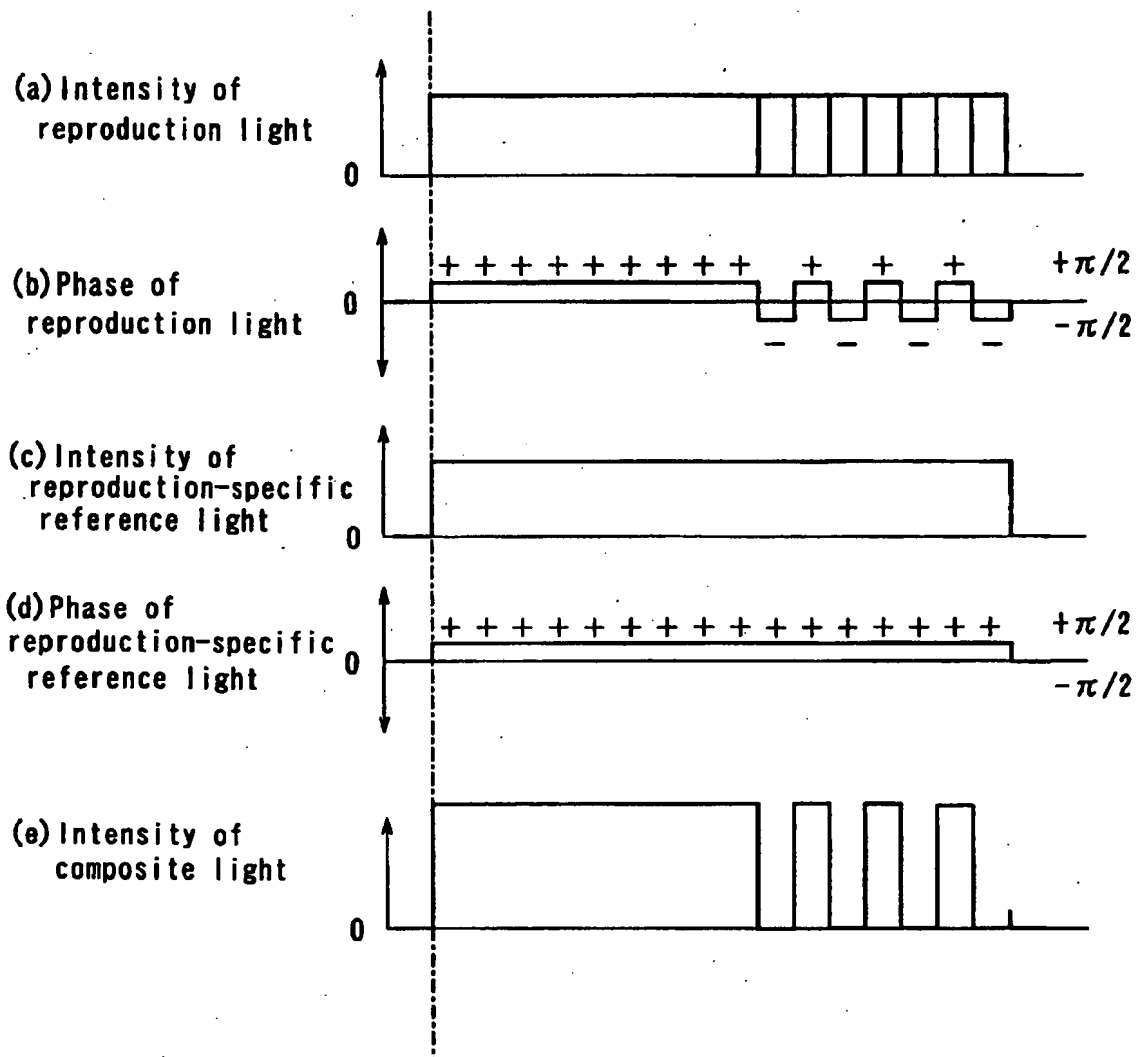 (a) Intensity of
reproduction light
0
+ + + + + + + + + + + +
+π/2
(b) Phase of
reproduction light
0
-π/2
- - - -
(c) Intensity of
reproduction-specific
reference light
0
(d) Phase of
reproduction-specific
reference light
+ + + + + + + + + + + + + + + +
+π/2
0
-π/2
(e) Intensity of
composite light
0